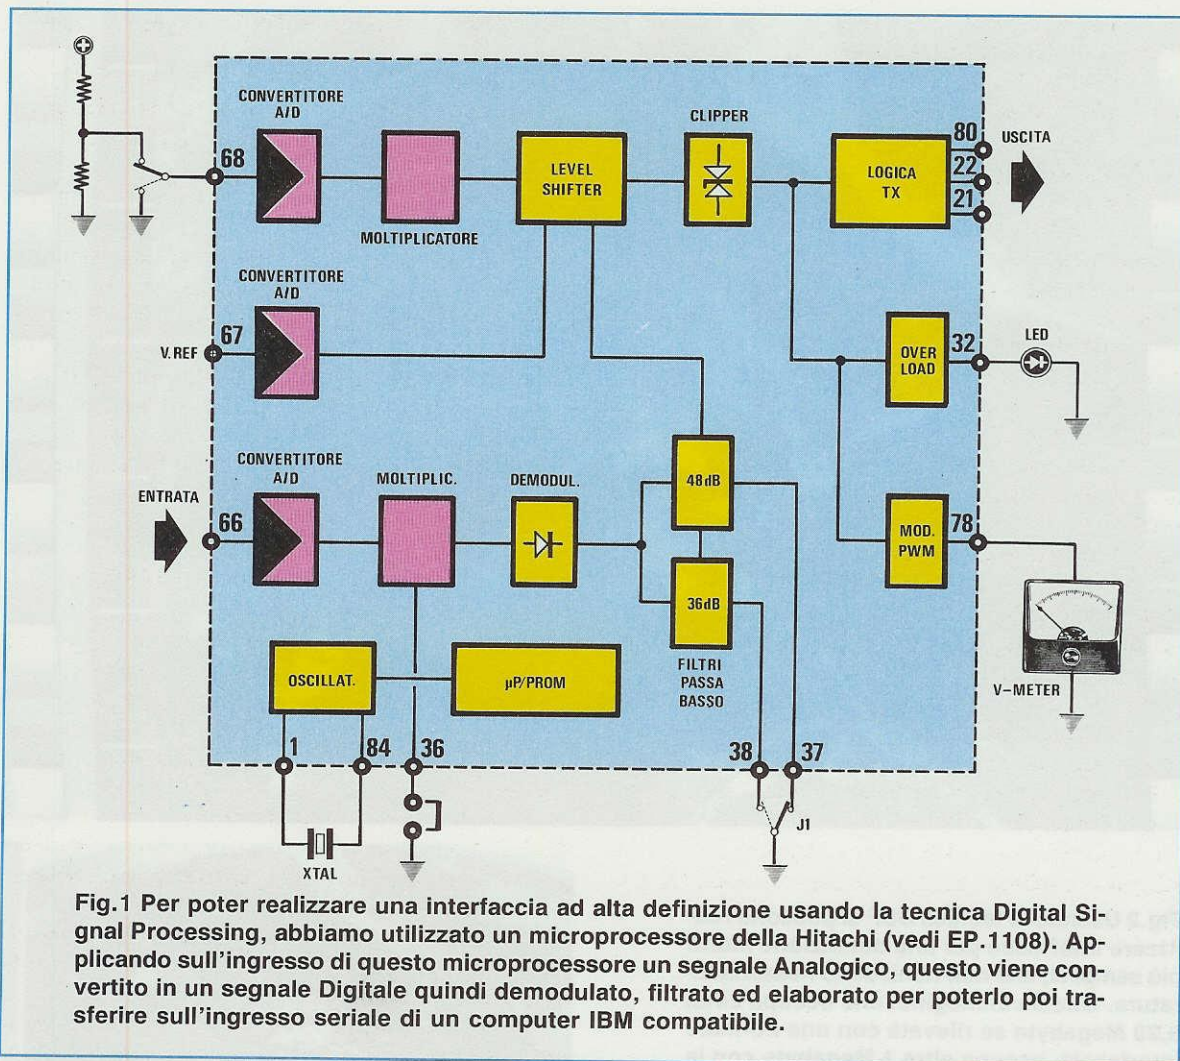 CONVERTITORE
A/D
68
MOLTIPLICATORE
LEVEL
SHIFTER
CLIPPER
LOGICA
TX
80
22
21
USCITA
CONVERTITORE
A/D
V.REF
67
OVER
LOAD
32
LED
ENTRATA
66
CONVERTITORE
A/D
MOLTIPLIC.
DEMODUL.
48dB
36dB
FILTRI
PASSA
BASSO
MOD.
PWM
78
V-METER
OSCILLAT.
µP/PROM
1
84
36
38
37
XTAL
J1
Fig.1 Per poter realizzare una interfaccia ad alta definizione usando la tecnica Digital Si-
gnal Processing, abbiamo utilizzato un microprocessore della Hitachi (vedi EP.1108). Ap-
plicando sull'ingresso di questo microprocessore un segnale Analogico, questo viene con-
vertito in un segnale Digitale quindi demodulato, filtrato ed elaborato per poterlo poi tra-
sferire sull'ingresso seriale di un computer IBM compatibile.